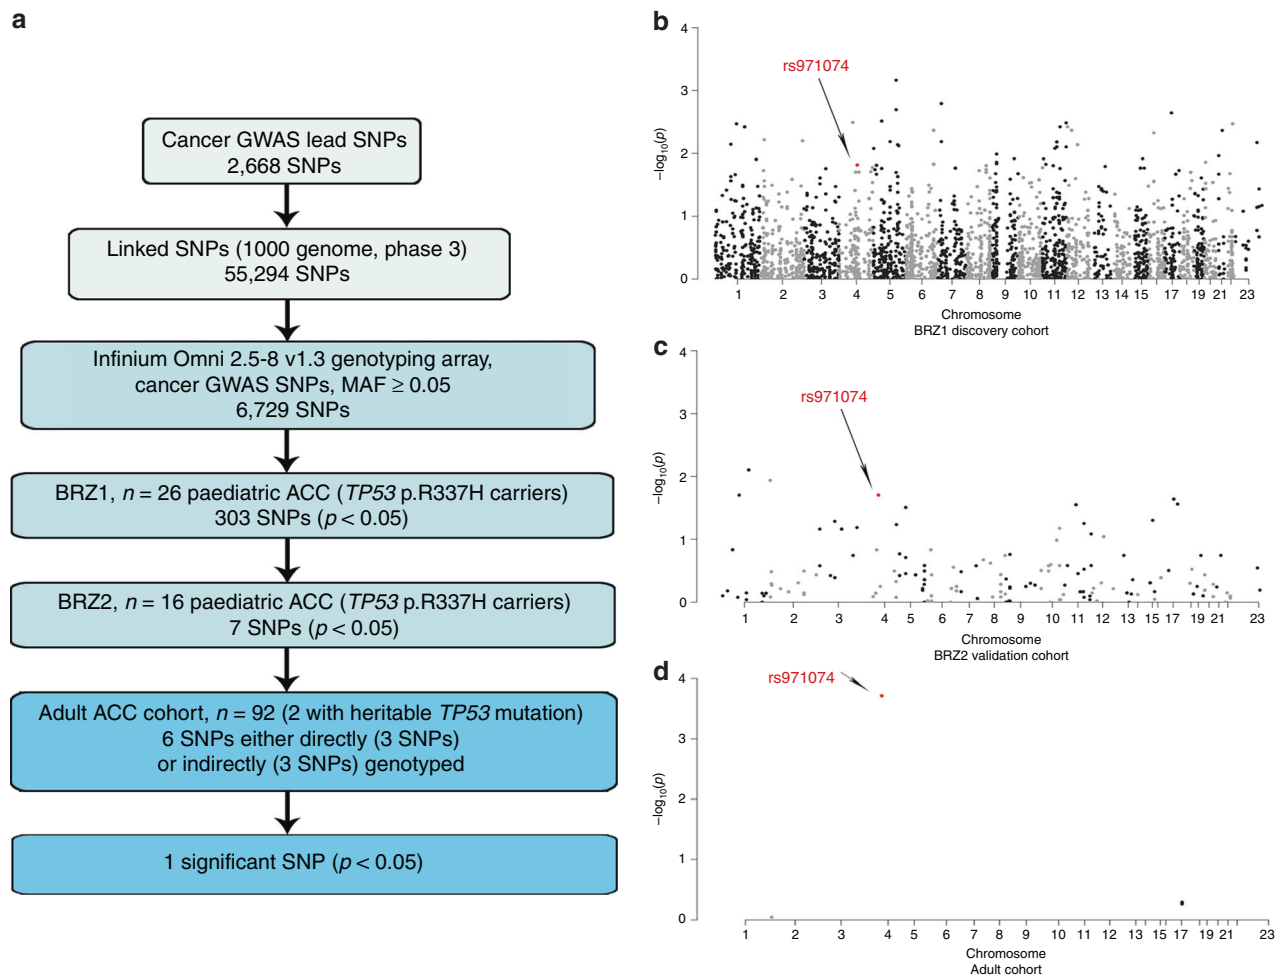 a
Cancer GWAS lead SNPs
2,668 SNPs
Linked SNPs (1000 genome, phase 3)
55,294 SNPs
Infinium Omni 2.5-8 v1.3 genotyping array,
cancer GWAS SNPs, MAF ≥ 0.05
6,729 SNPs
BRZ1, n = 26 paediatric ACC (TP53 p.R337H carriers)
303 SNPs (p < 0.05)
BRZ2, n = 16 paediatric ACC (TP53 p.R337H carriers)
7 SNPs (p < 0.05)
Adult ACC cohort, n = 92 (2 with heritable TP53 mutation)
6 SNPs either directly (3 SNPs)
or indirectly (3 SNPs) genotyped
1 significant SNP (p < 0.05)
b
4
3
2
1
0
−log10(p)
rs971074
1 2 3 4 5 6 7 8 9 10 11 12 13 14 15 17 19 21 23
Chromosome
BRZ1 discovery cohort
c
4
3
2
1
0
−log10(p)
rs971074
1 2 3 4 5 6 7 8 9 10 11 12 13 15 17 19 21 23
Chromosome
BRZ2 validation cohort
d
4
3
2
1
0
−log10(p)
rs971074
1 2 3 4 5 6 7 8 9 10 11 12 13 15 17 19 21 23
Chromosome
Adult cohort